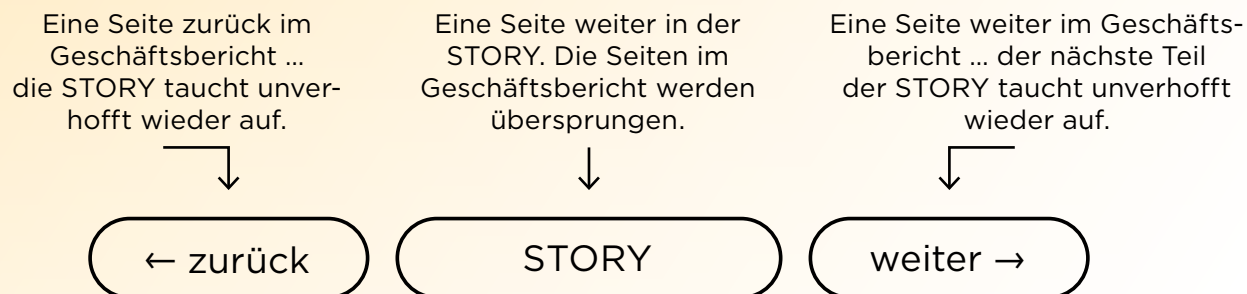 Eine Seite zurück im
Geschäftsbericht ...
die STORY taucht unver-
hofft wieder auf.
Eine Seite weiter in der
STORY. Die Seiten im
Geschäftsbericht werden
übersprungen.
Eine Seite weiter im Geschäfts-
bericht ... der nächste Teil
der STORY taucht unverhofft
wieder auf.
← zurück
STORY
weiter →